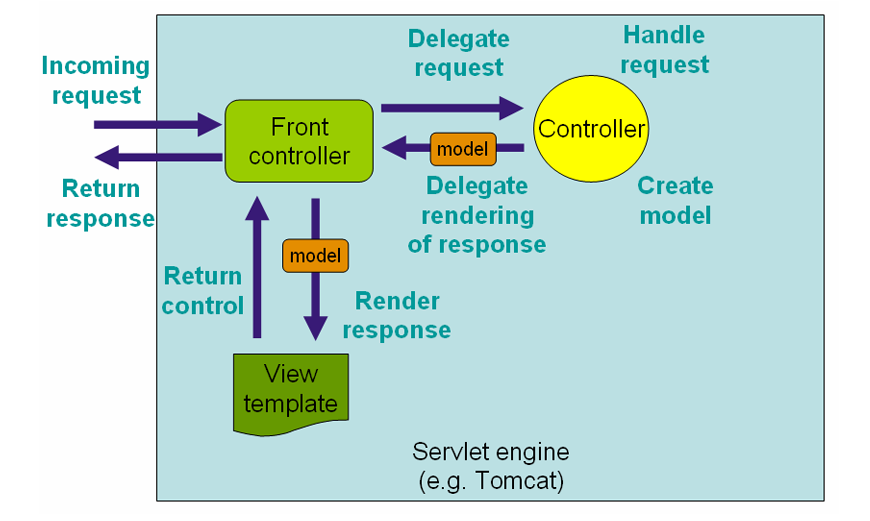 Incoming
request
Return
response
Front
controller
Delegate
request
Handle
request
Controller
model
Delegate
rendering
of response
Create
model
Return
control
model
Render
response
View
template
Servlet engine
(e.g. Tomcat)